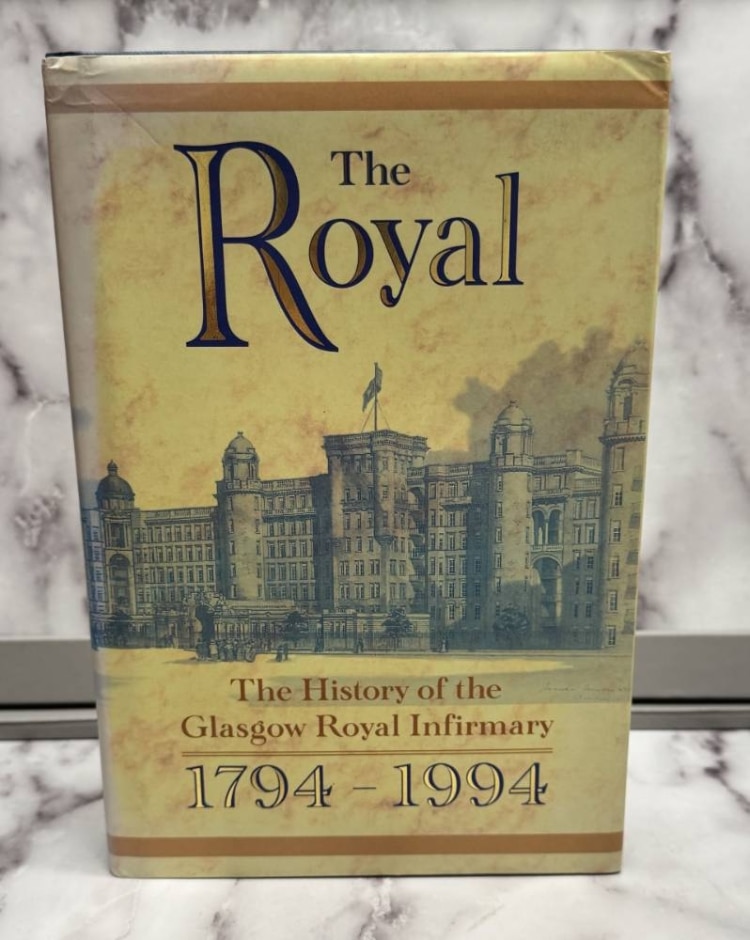 The
Royal
The History of the
Glasgow Royal Infirmary
1794 – 1994